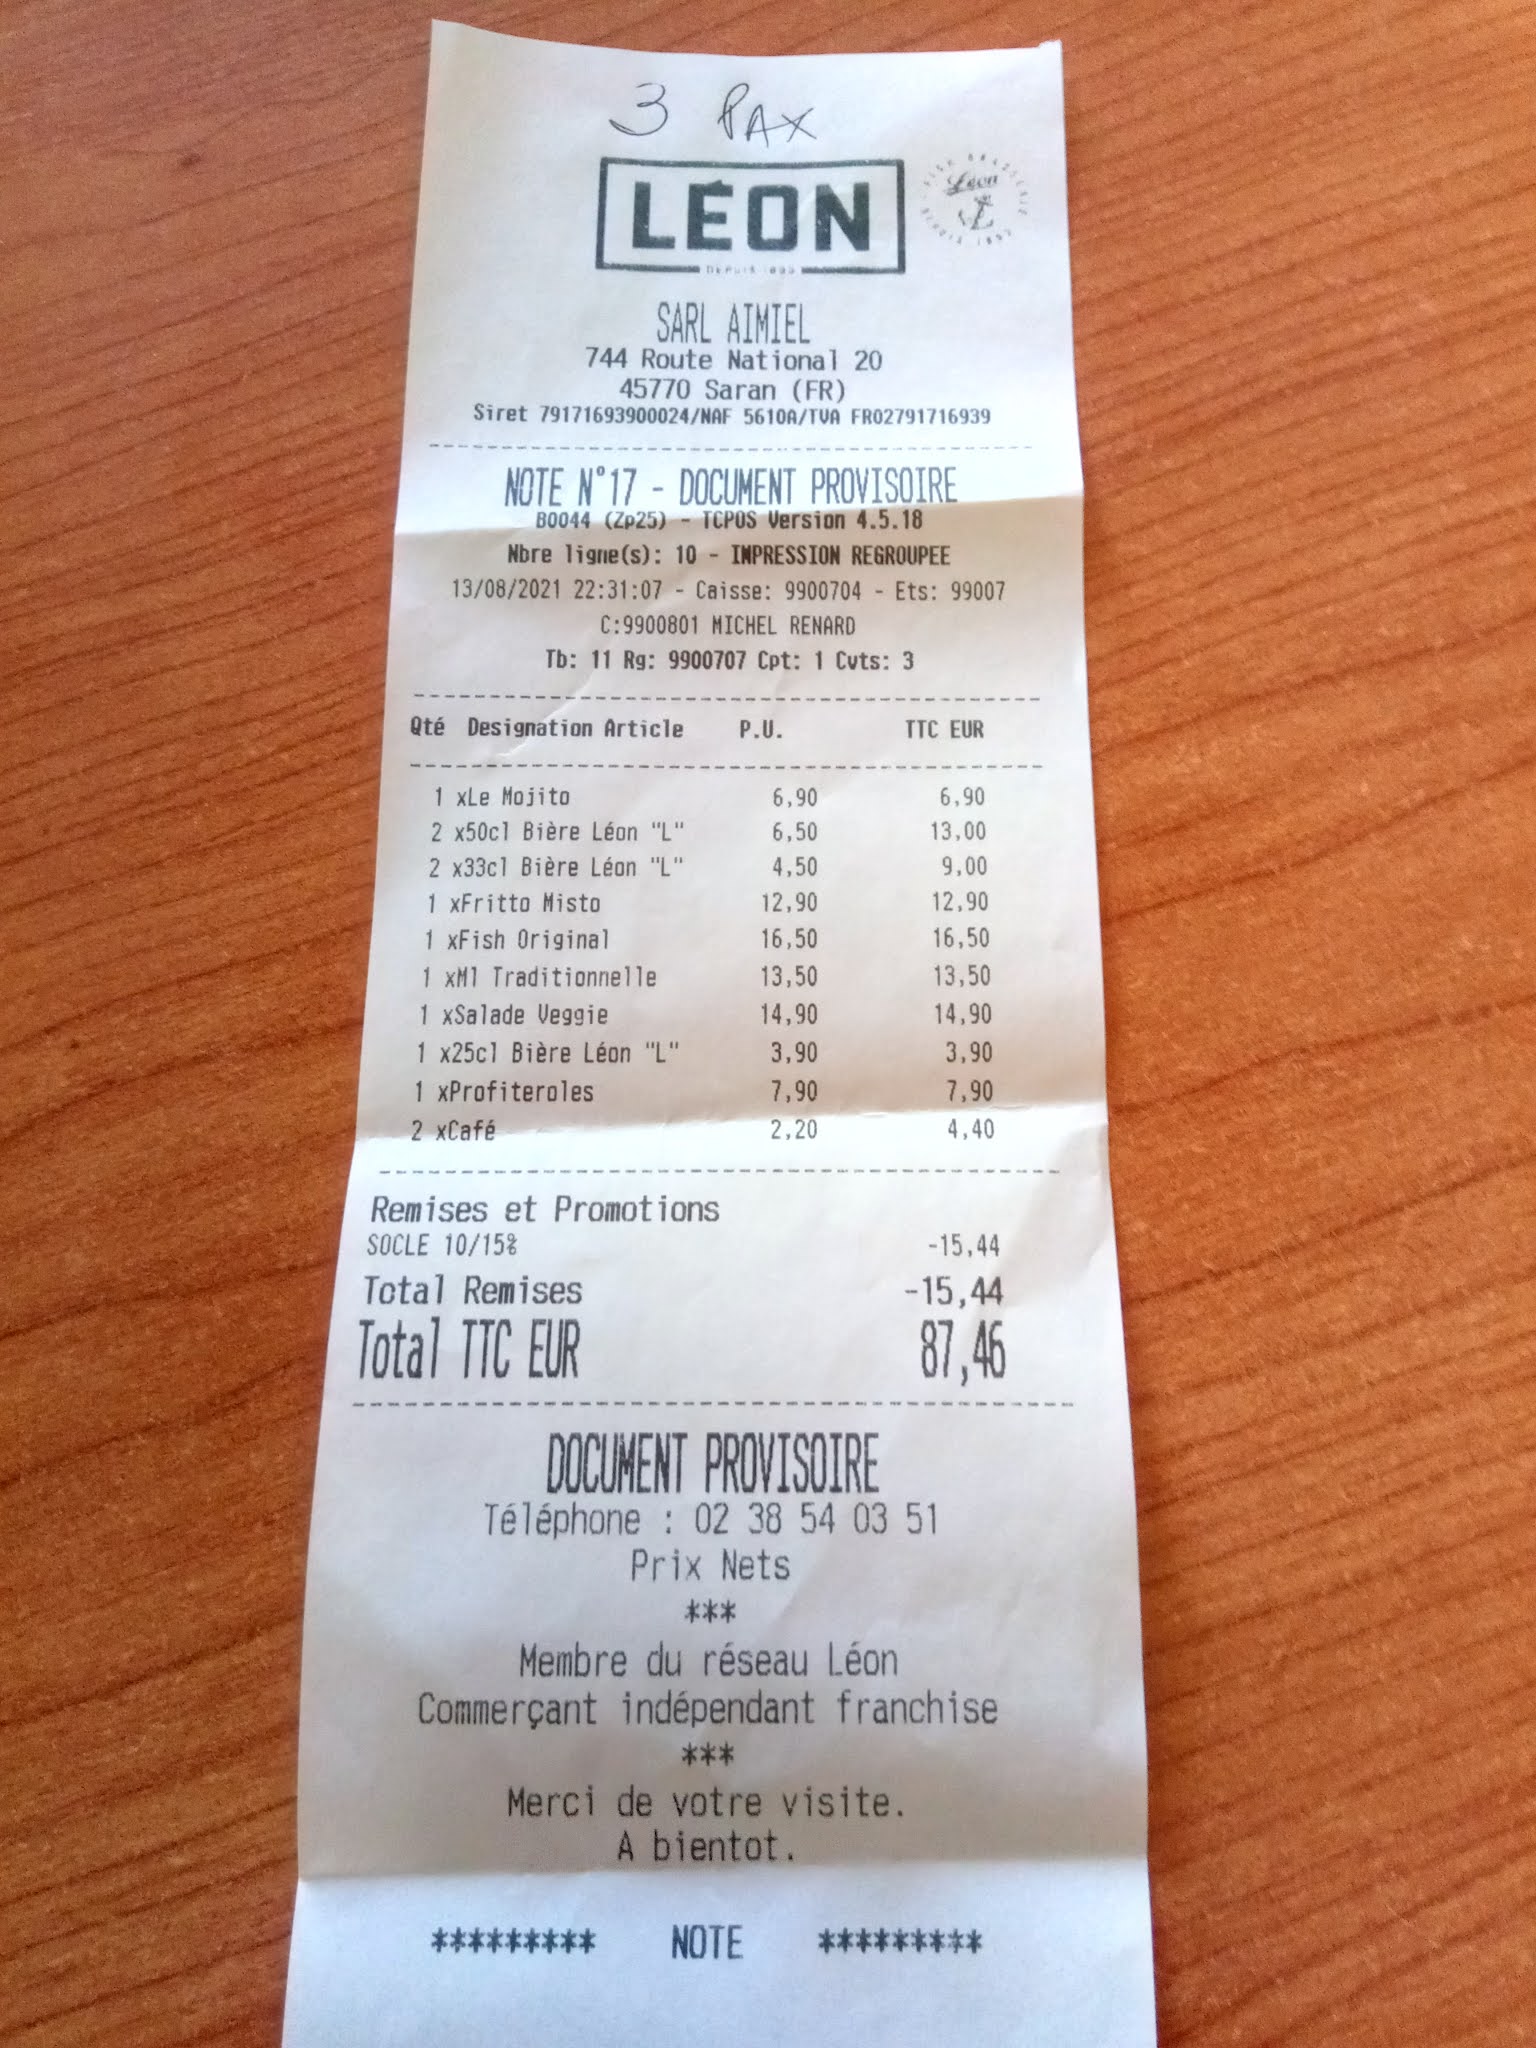 3 PAX
LÉON
DEPUIS
Léon
SARL AIMIEL
744 Route National 20
45770 Saran (FR)
Siret 79171693900024/NAF 5610A/TVA FR02791716939
NOTE N°17 - DOCUMENT PROVISOIRE
B0044 (Zp25) - TCPOS Version 4.5.18
Nbre ligne(s): 10 - IMPRESSION REGROUPEE
13/08/2021 22:31:07 - Caisse: 9900704 - Ets: 99007
C:9900801 MICHEL RENARD
Tb: 11 Rg: 9900707 Cpt: 1 Cvts: 3
Qté Designation Article P.U. TTC EUR
1 xLe Mojito 6,90 6,90
2 x50cl Bière Léon "L" 6,50 13,00
2 x33cl Bière Léon "L" 4,50 9,00
1 xFritto Misto 12,90 12,90
1 xFish Original 16,50 16,50
1 xMl Traditionnelle 13,50 13,50
1 xSalade Veggie 14,90 14,90
1 x25cl Bière Léon "L" 3,90 3,90
1 xProfiteroles 7,90 7,90
2 xCafé 2,20 4,40
Remises et Promotions
SOCLE 10/15% -15,44
Total Remises -15,44
Total TTC EUR 87,46
DOCUMENT PROVISOIRE
Téléphone : 02 38 54 03 51
Prix Nets
***
Membre du réseau Léon
Commerçant indépendant franchise
***
Merci de votre visite.
A bientot.
********* NOTE *********